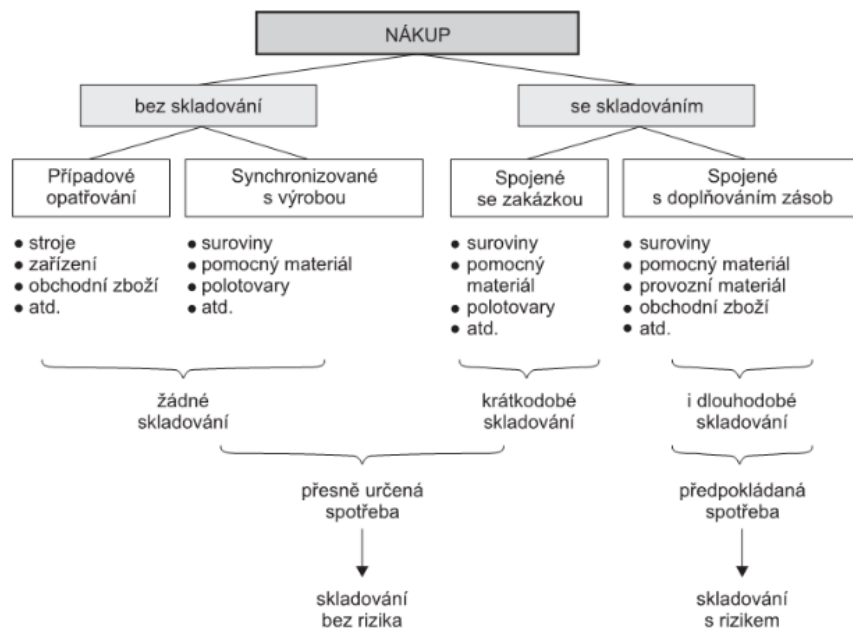 NÁKUP
bez skladování
se skladováním
Případové
opatřování
Synchronizované
s výrobou
Spojené
se zakázkou
Spojené
s doplňováním zásob
● stroje
● zařízení
● obchodní zboží
● atd.
● suroviny
● pomocný materiál
● polotovary
● atd.
● suroviny
● pomocný
materiál
● polotovary
● atd.
● suroviny
● pomocný materiál
● provozní materiál
● obchodní zboží
● atd.
žádné
skladování
krátkodobé
skladování
i dlouhodobé
skladování
přesně určená
spotřeba
předpokládaná
spotřeba
skladování
bez rizika
skladování
s rizikem